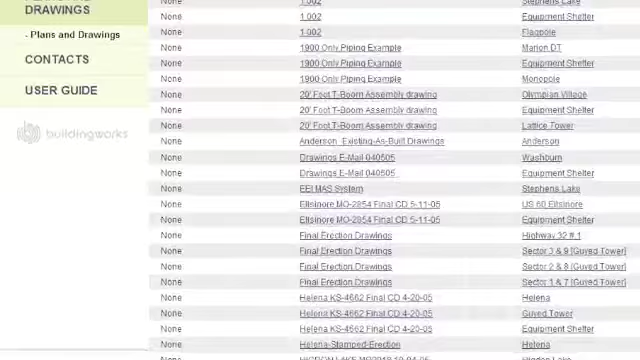 DRAWINGS
- Plans and Drawings
CONTACTS
USER GUIDE
buildingworks
None 1.002 Stephens Lake
None 1.002 Equipment Shelter
None 1.002 Flagpole
None 1900 Only Piping Example Marion DT
None 1900 Only Piping Example Equipment Shelter
None 1900 Only Piping Example Monopole
None 20' Foot T-Boom Assembly drawing Olympian Village
None 20' Foot T-Boom Assembly drawing Equipment Shelter
None 20' Foot T-Boom Assembly drawing Lattice Tower
None Anderson_Existing-As-Built Drawings Anderson
None Drawings E-Mail 040505 Washburn
None Drawings E-Mail 040505 Equipment Shelter
None EEI MAS System Stephens Lake
None Ellsinore MO-2854 Final CD 5-11-05 US 60 Ellsinore
None Ellsinore MO-2854 Final CD 5-11-05 Equipment Shelter
None Final Erection Drawings Highway 32 #.1
None Final Erection Drawings Sector 3 & 9 [Guyed Tower]
None Final Erection Drawings Sector 2 & 8 [Guyed Tower]
None Final Erection Drawings Sector 1 & 7 [Guyed Tower]
None Helena KS-4662 Final CD 4-20-05 Helena
None Helena KS-4662 Final CD 4-20-05 Guyed Tower
None Helena KS-4662 Final CD 4-20-05 Equipment Shelter
None Helena-Stamped-Erection Helena
None Equipment Shelter